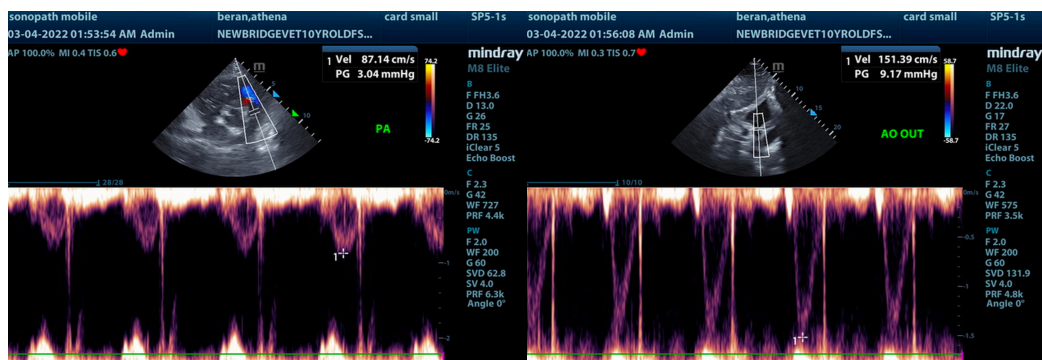 sonopath mobile beran,athena card small SP5-1s
03-04-2022 01:53:54 AM Admin NEWBRIDGEVET10YROLDFS...
AP 100.0% MI 0.4 TIS 0.6
1 Vel 87.14 cm/s
PG 3.04 mmHg
mindray
M8 Elite
74.2
-74.2
m
5
10
PA
B
F FH3.6
D 13.0
G 26
FR 25
DR 135
iClear 5
Echo Boost
C
F 2.3
G 42
WF 727
PRF 4.4k
PW
F 2.0
WF 200
G 60
SVD 62.8
SV 4.0
PRF 6.3k
Angle 0°
28/28
0m/s
-1
-2
1
sonopath mobile beran,athena card small SP5-1s
03-04-2022 01:56:08 AM Admin NEWBRIDGEVET10YROLDFS...
AP 100.0% MI 0.3 TIS 0.7
1 Vel 151.39 cm/s
PG 9.17 mmHg
mindray
M8 Elite
58.7
-58.7
m
10
15
20
AO OUT
B
F FH3.6
D 22.0
G 17
FR 27
DR 135
iClear 5
Echo Boost
C
F 2.3
G 42
WF 575
PRF 3.5k
PW
F 2.0
WF 200
G 60
SVD 131.9
SV 4.0
PRF 4.8k
Angle 0°
10/10
0m/s
-0.5
-1
-1.5
1